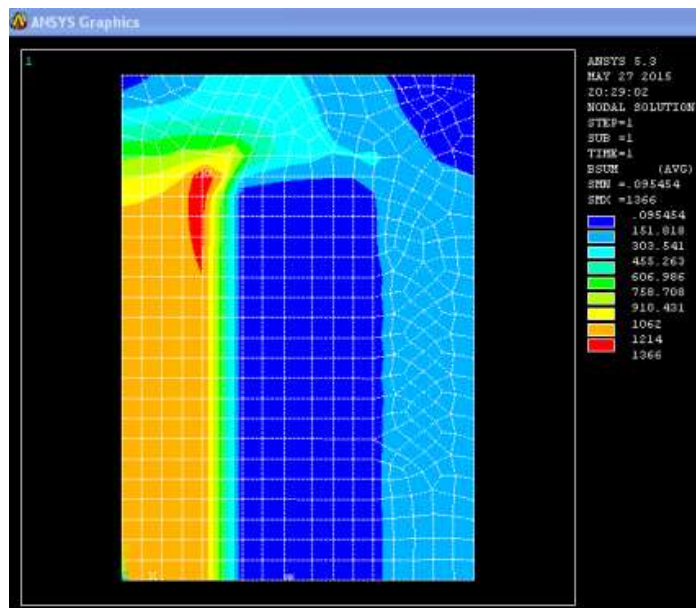 ANSYS Graphics
1
ANSYS 5.3
MAY 27 2015
20:29:02
NODAL SOLUTION
STEP=1
SUB =1
TIME=1
BSUM (AVG)
SMN =.095454
SMX =1366
.095454
151.818
303.541
455.263
606.986
758.708
910.431
1062
1214
1366